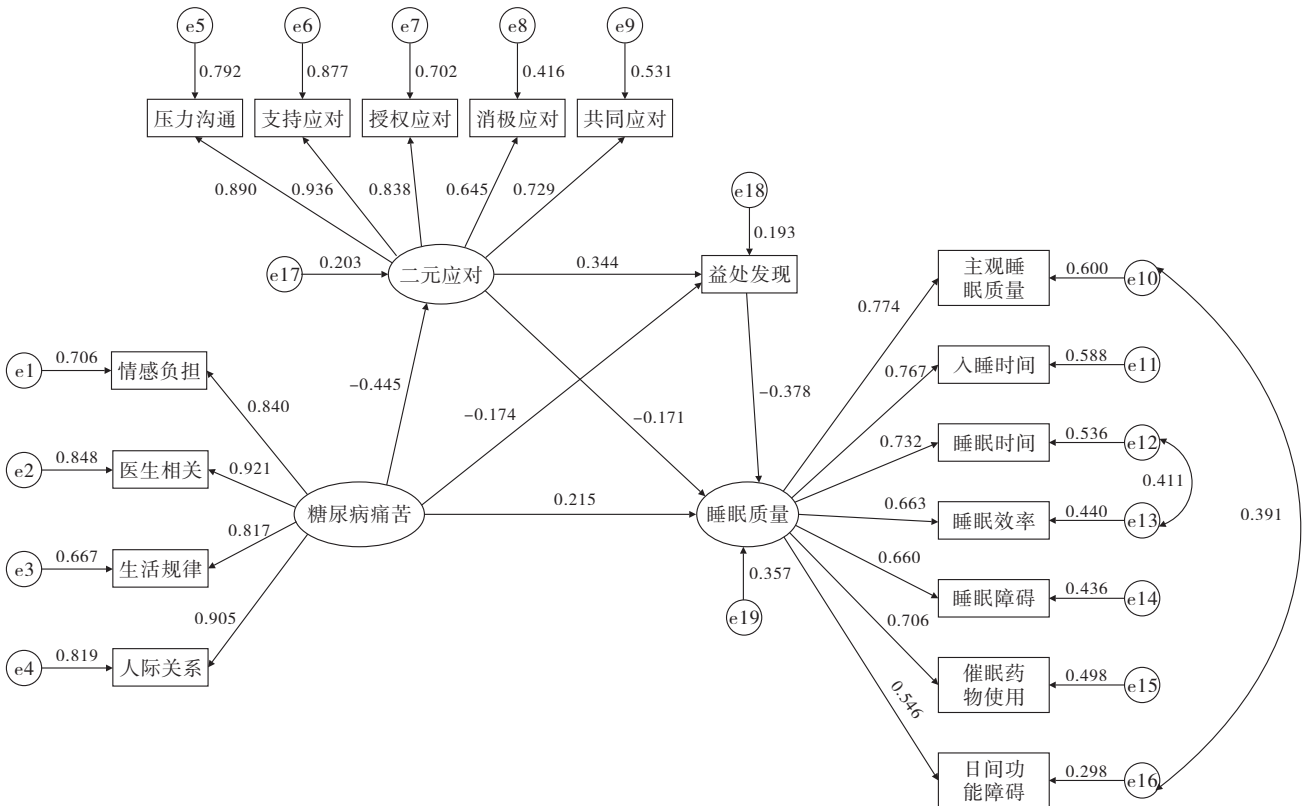 e5
e6
e7
e8
e9
0.792
0.877
0.702
0.416
0.531
压力沟通
支持应对
授权应对
消极应对
共同应对
0.890
0.936
0.838
0.645
0.729
e18
0.193
e17
0.203
二元应对
0.344
益处发现
主观睡
眠质量
0.600
e10
0.774
e1
0.706
情感负担
0.840
-0.445
-0.174
-0.171
-0.378
0.767
入睡时间
0.588
e11
0.732
睡眠时间
0.536
e12
0.411
e2
0.848
医生相关
0.921
糖尿病痛苦
0.215
睡眠质量
0.663
睡眠效率
0.440
e13
0.391
e3
0.667
生活规律
0.817
0.357
e19
0.660
睡眠障碍
0.436
e14
e4
0.819
人际关系
0.905
0.706
催眠药
物使用
0.498
e15
0.546
日间功
能障碍
0.298
e16